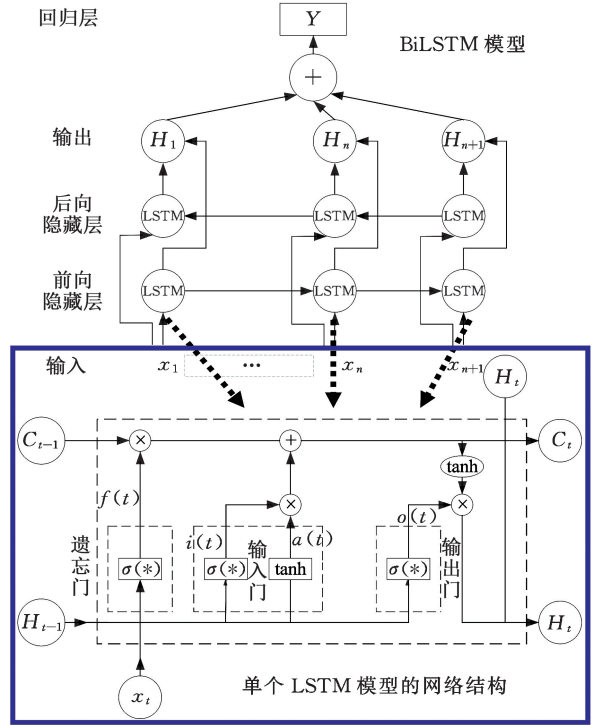 回归层
Y
BiLSTM 模型
+
输出
H1
Hn
Hn+1
后向
隐藏层
LSTM
LSTM
LSTM
前向
隐藏层
LSTM
LSTM
LSTM
输入
x1
...
xn
xn+1
Ht
Ct-1
×
+
Ct
tanh
f(t)
×
×
i(t)
a(t)
o(t)
遗忘门
σ(*)
σ(*)
输入门
tanh
σ(*)
输出门
Ht-1
Ht
xt
单个 LSTM 模型的网络结构